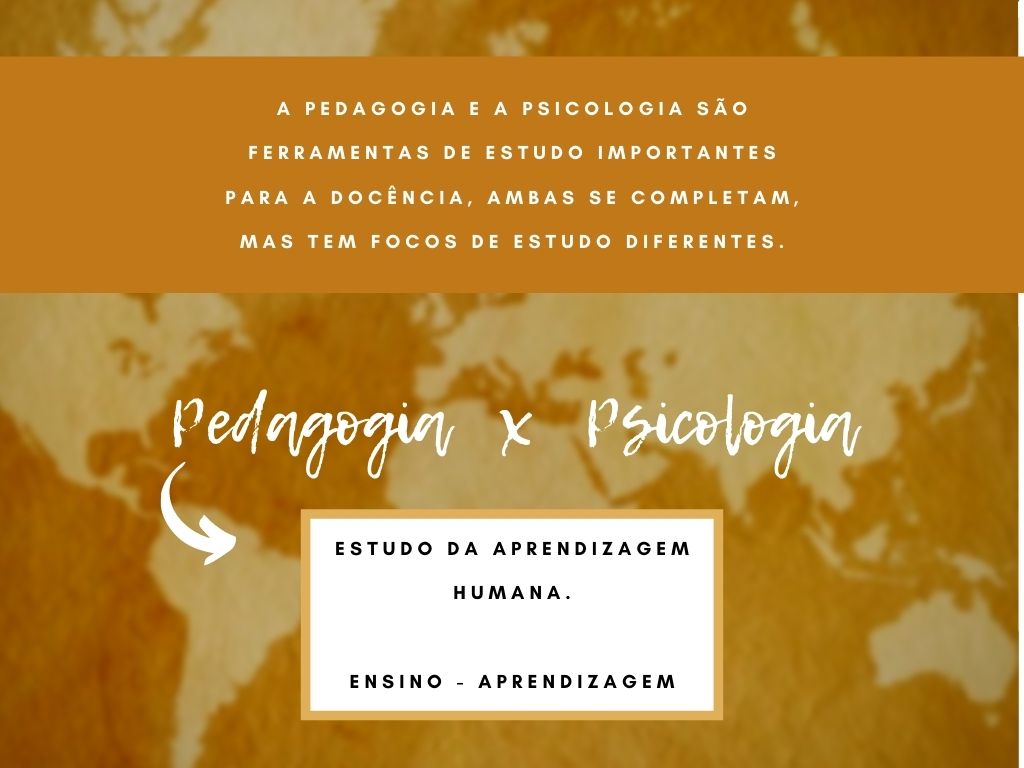 A PEDAGOGIA E A PSICOLOGIA SÃO
FERRAMENTAS DE ESTUDO IMPORTANTES
PARA A DOCÊNCIA, AMBAS SE COMPLETAM,
MAS TEM FOCOS DE ESTUDO DIFERENTES.
Pedagogia x Psicologia
ESTUDO DA APRENDIZAGEM
HUMANA.
ENSINO - APRENDIZAGEM